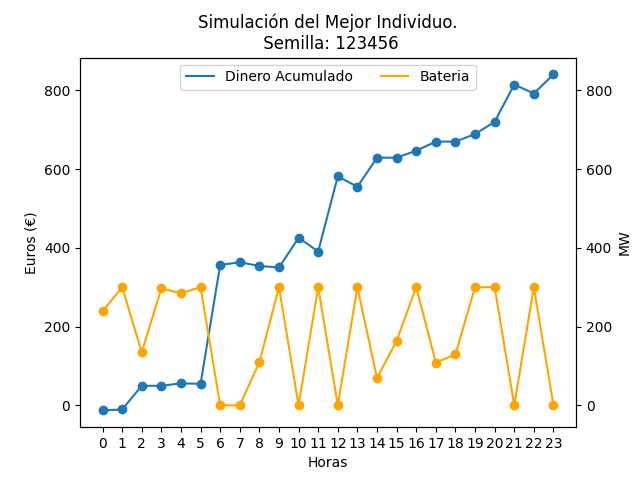 Simulación del Mejor Individuo.
Semilla: 123456
Dinero Acumulado
Bateria
800
600
400
200
0
Euros (€)
800
600
400
200
0
MW
0 1 2 3 4 5 6 7 8 9 10 11 12 13 14 15 16 17 18 19 20 21 22 23
Horas